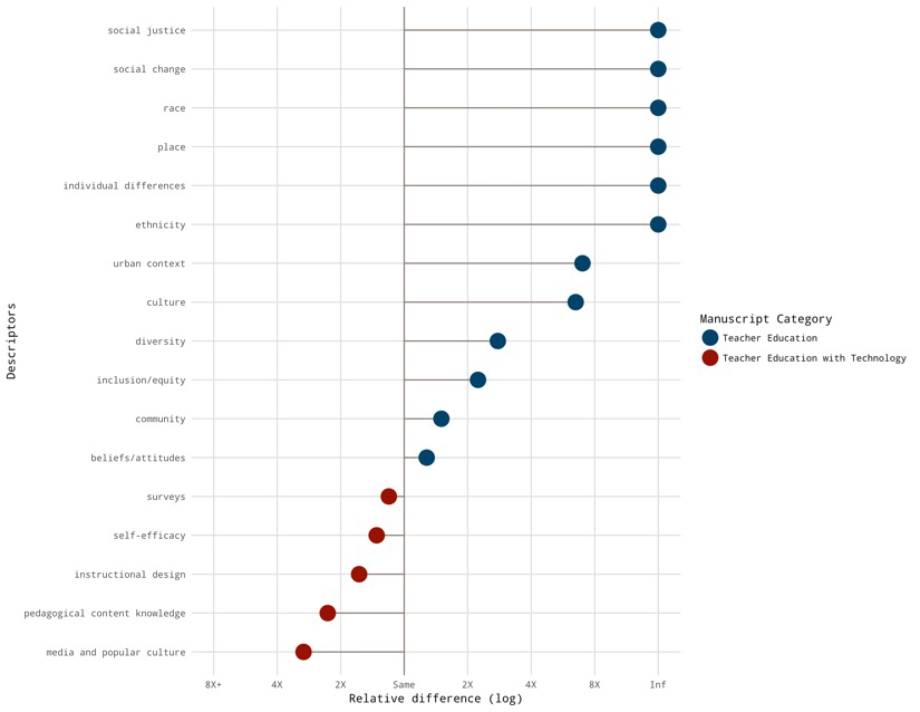 social justice
social change
race
place
individual differences
ethnicity
urban context
culture
diversity
inclusion/equity
community
beliefs/attitudes
surveys
self-efficacy
instructional design
pedagogical content knowledge
media and popular culture
Descriptors
8X+ 4X 2X Same 2X 4X 8X Inf
Relative difference (log)
Manuscript Category
Teacher Education
Teacher Education with Technology